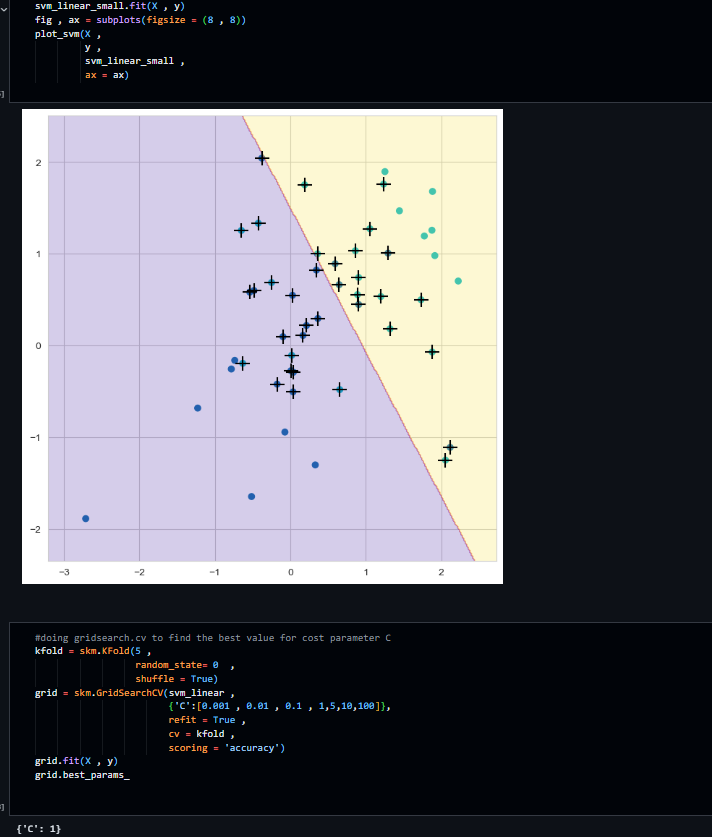 svm_linear_small.fit(X , y)
fig , ax = subplots(figsize = (8 , 8))
plot_svm(X ,
y ,
svm_linear_small ,
ax = ax)
2
1
0
−1
−2
−3 −2 −1 0 1 2
#doing gridsearch.cv to find the best value for cost parameter C
kfold = skm.KFold(5 ,
random_state= 0 ,
shuffle = True)
grid = skm.GridSearchCV(svm_linear ,
{'C':[0.001 , 0.01 , 0.1 , 1,5,10,100]},
refit = True ,
cv = kfold ,
scoring = 'accuracy')
grid.fit(X , y)
grid.best_params_
{'C': 1}